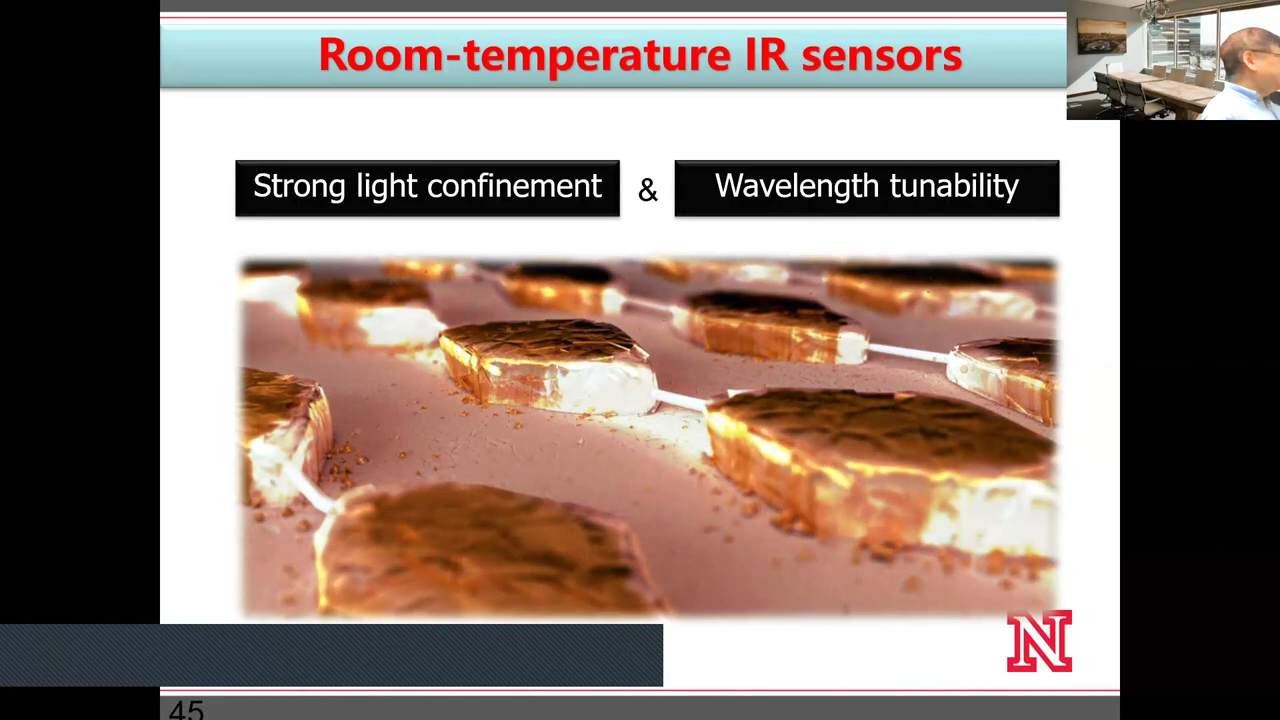 Room-temperature IR sensors
Strong light confinement
&
Wavelength tunability
N
45